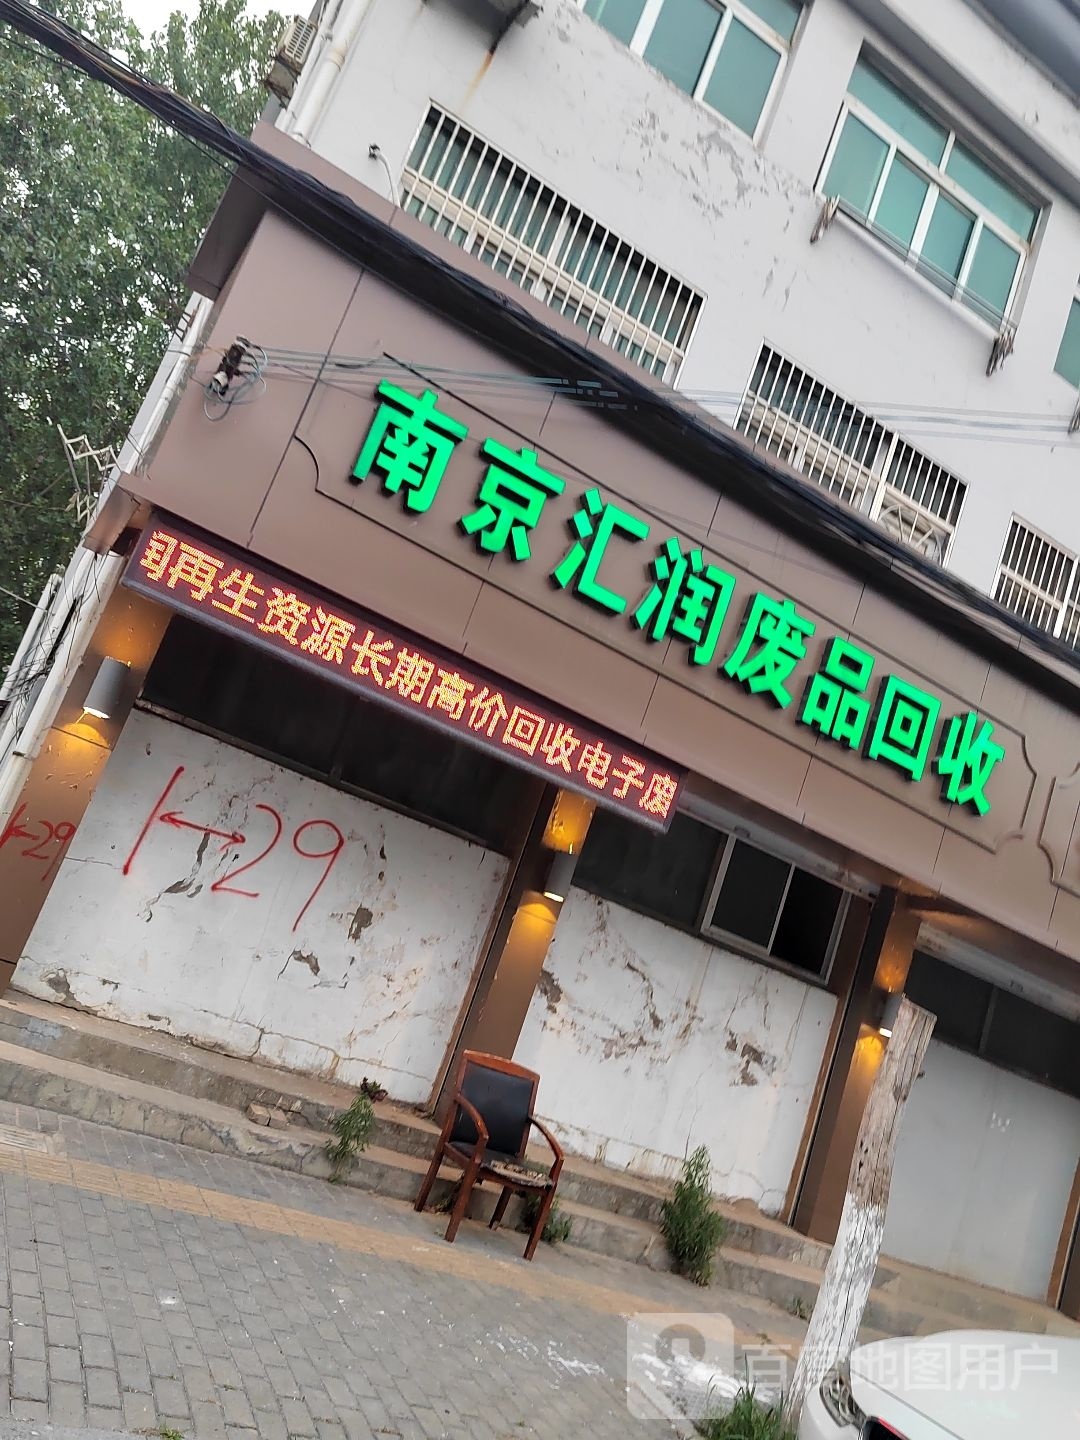 南京汇润废品回收
再生资源长期高价回收电子废
29
29
百度地图用户